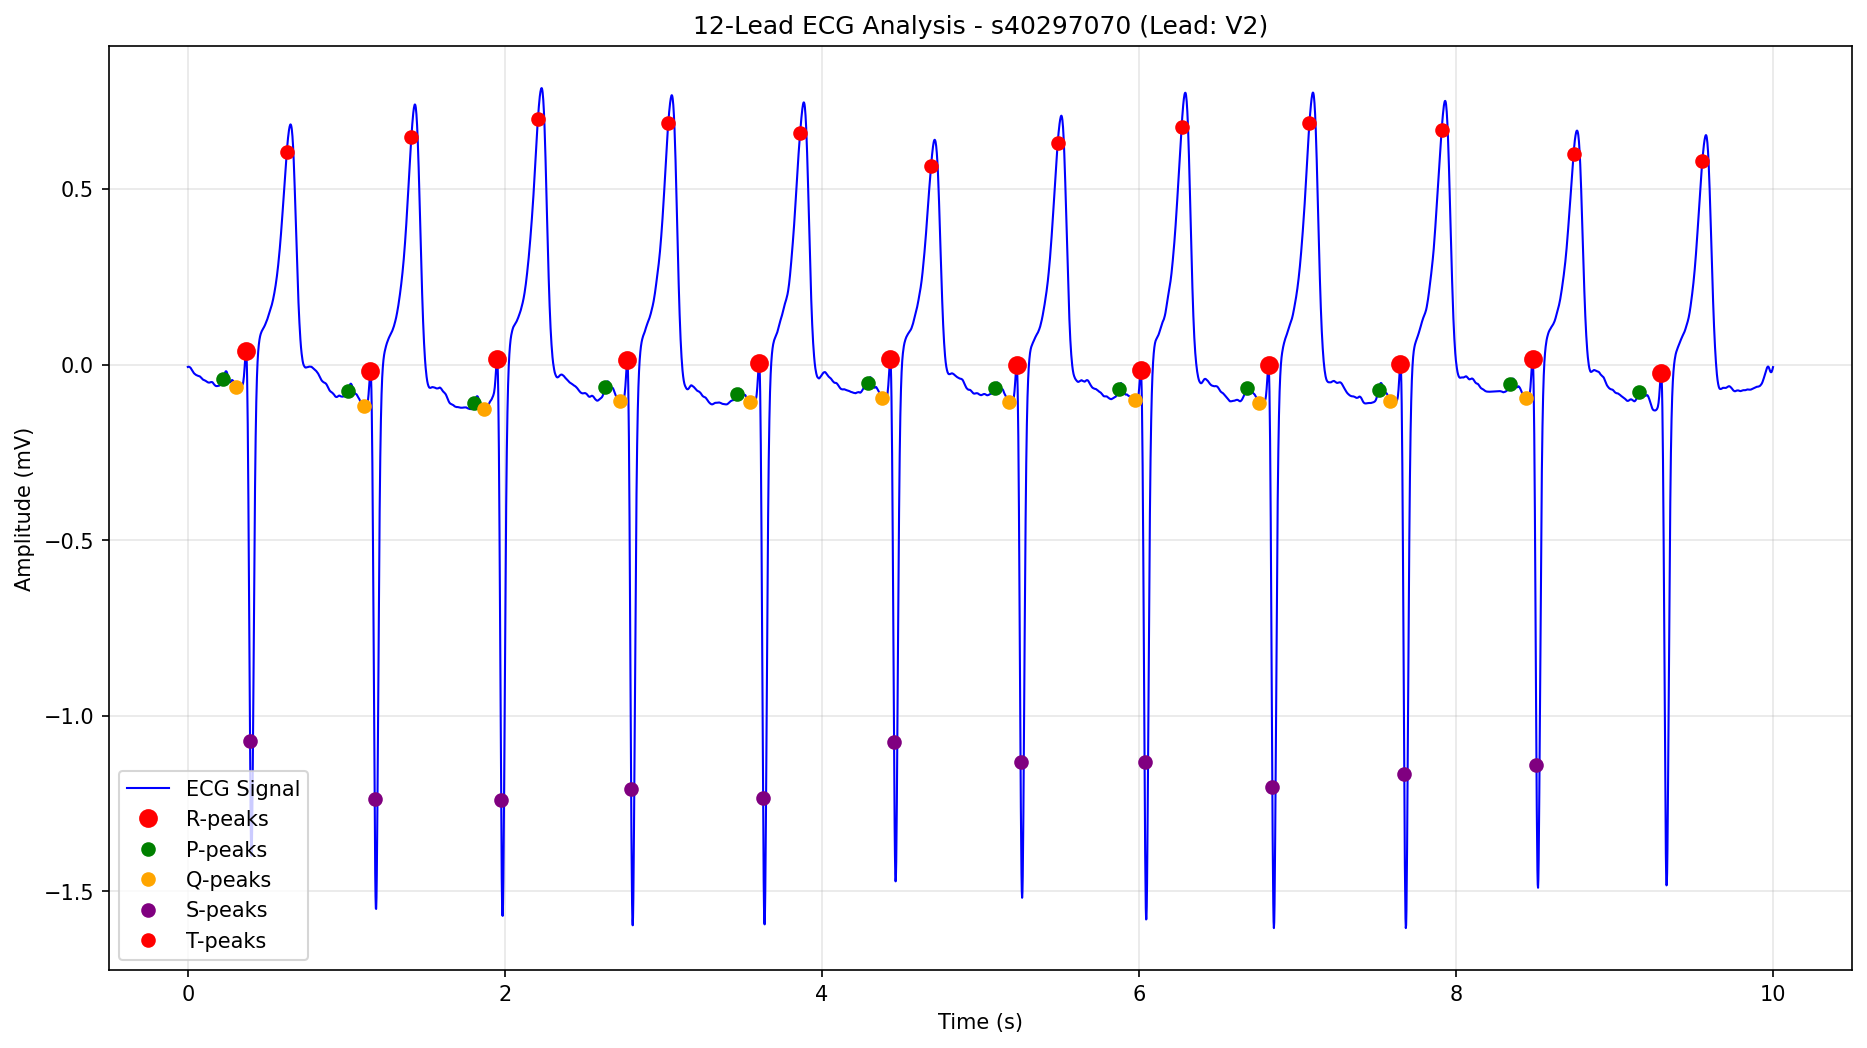 12-Lead ECG Analysis - s40297070 (Lead: V2)
Amplitude (mV)
0.5
0.0
−0.5
−1.0
−1.5
ECG Signal
R-peaks
P-peaks
Q-peaks
S-peaks
T-peaks
0 2 4 6 8 10
Time (s)